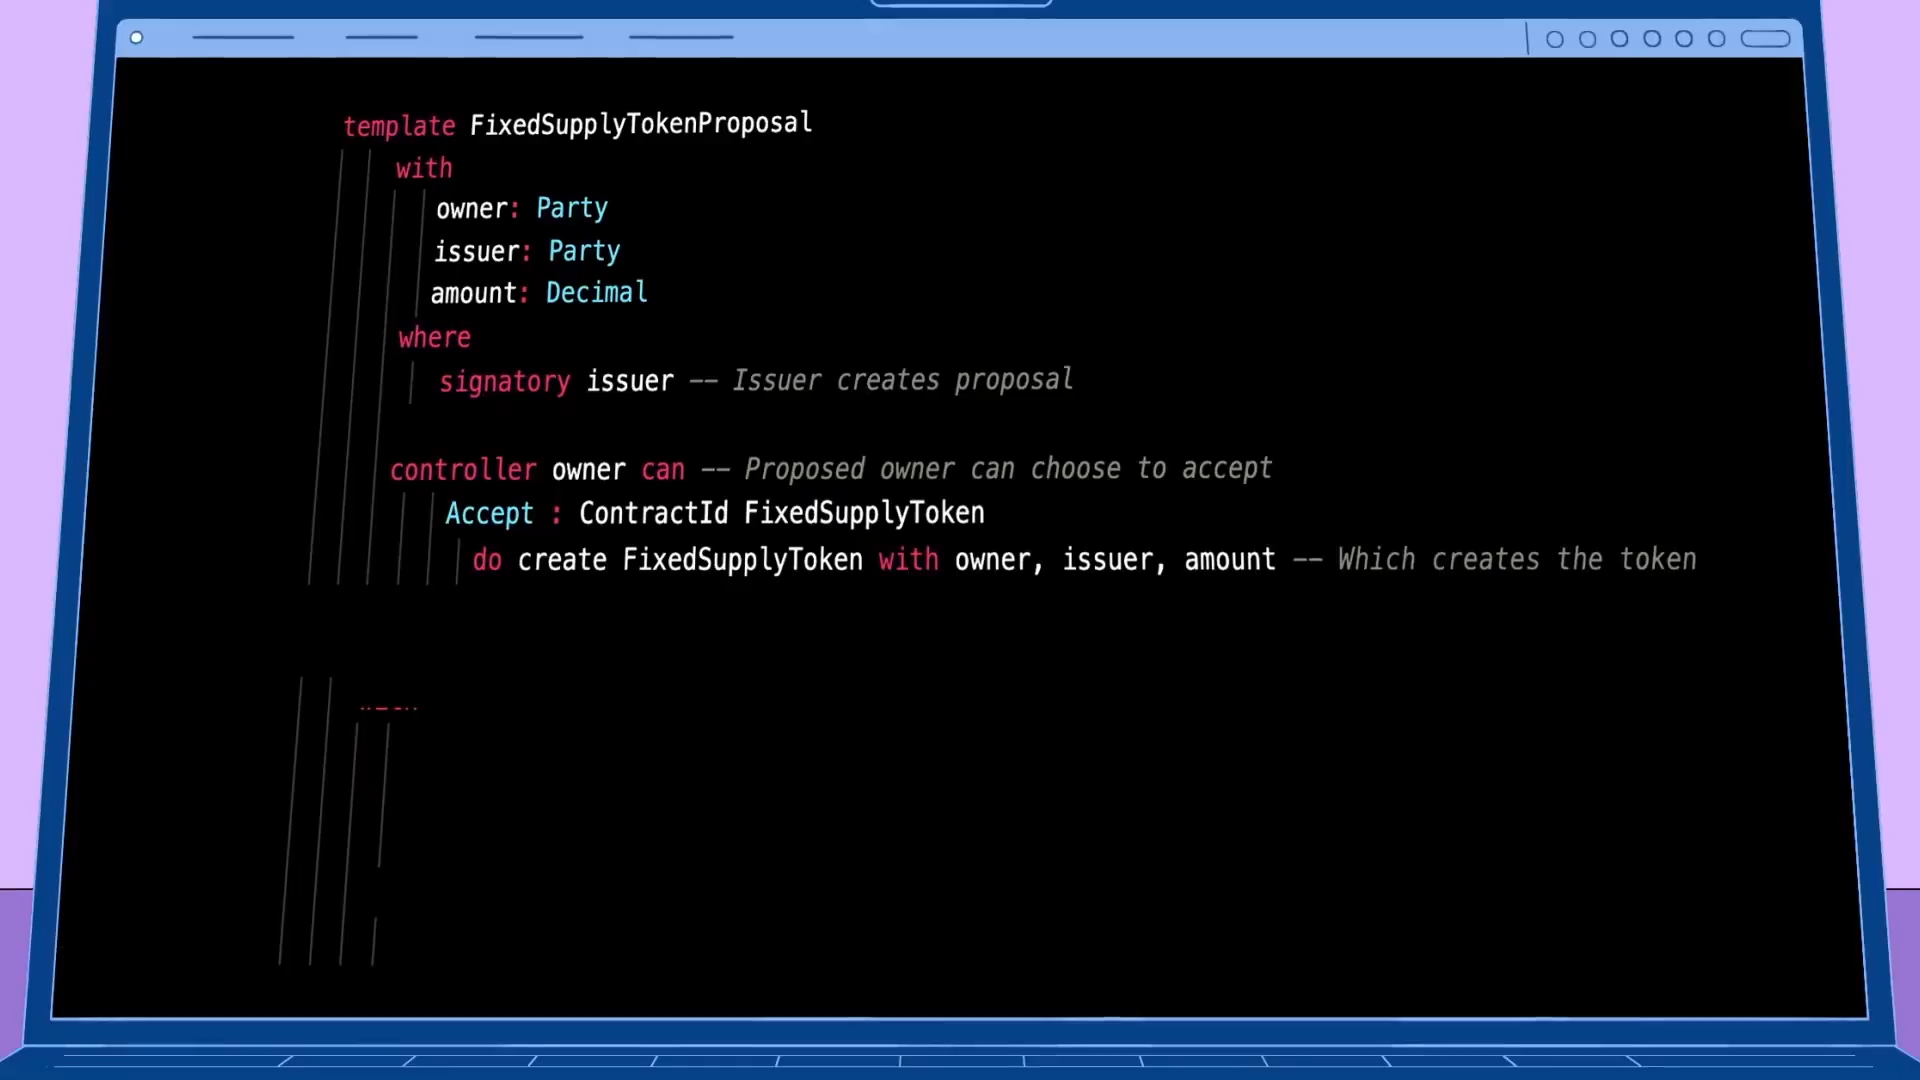 template FixedSupplyTokenProposal
with
owner: Party
issuer: Party
amount: Decimal
where
signatory issuer -- Issuer creates proposal
controller owner can -- Proposed owner can choose to accept
Accept : ContractId FixedSupplyToken
do create FixedSupplyToken with owner, issuer, amount -- Which creates the token